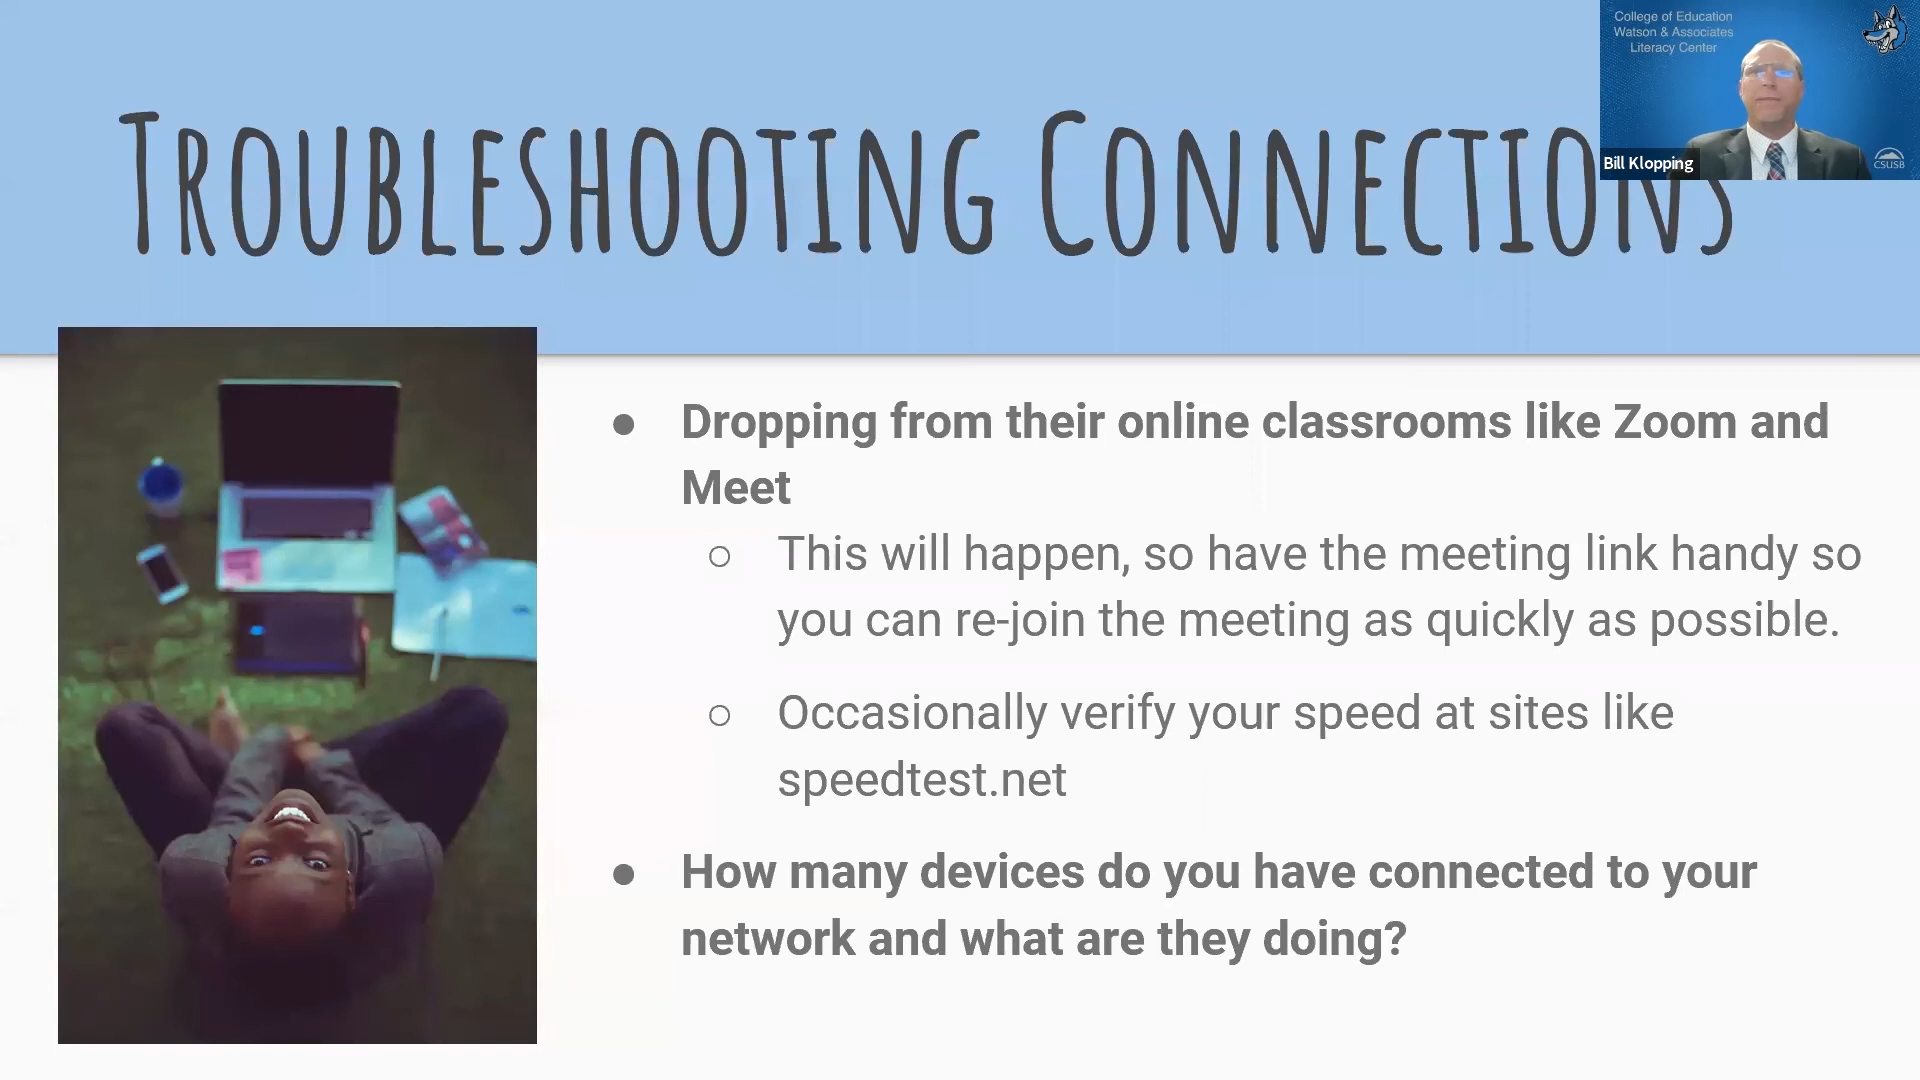 College of Education
Watson & Associates
Literacy Center
Bill Klopping
CSUSB
TROUBLESHOOTING CONNECTIONS
● Dropping from their online classrooms like Zoom and
Meet
○ This will happen, so have the meeting link handy so
you can re-join the meeting as quickly as possible.
○ Occasionally verify your speed at sites like
speedtest.net
● How many devices do you have connected to your
network and what are they doing?